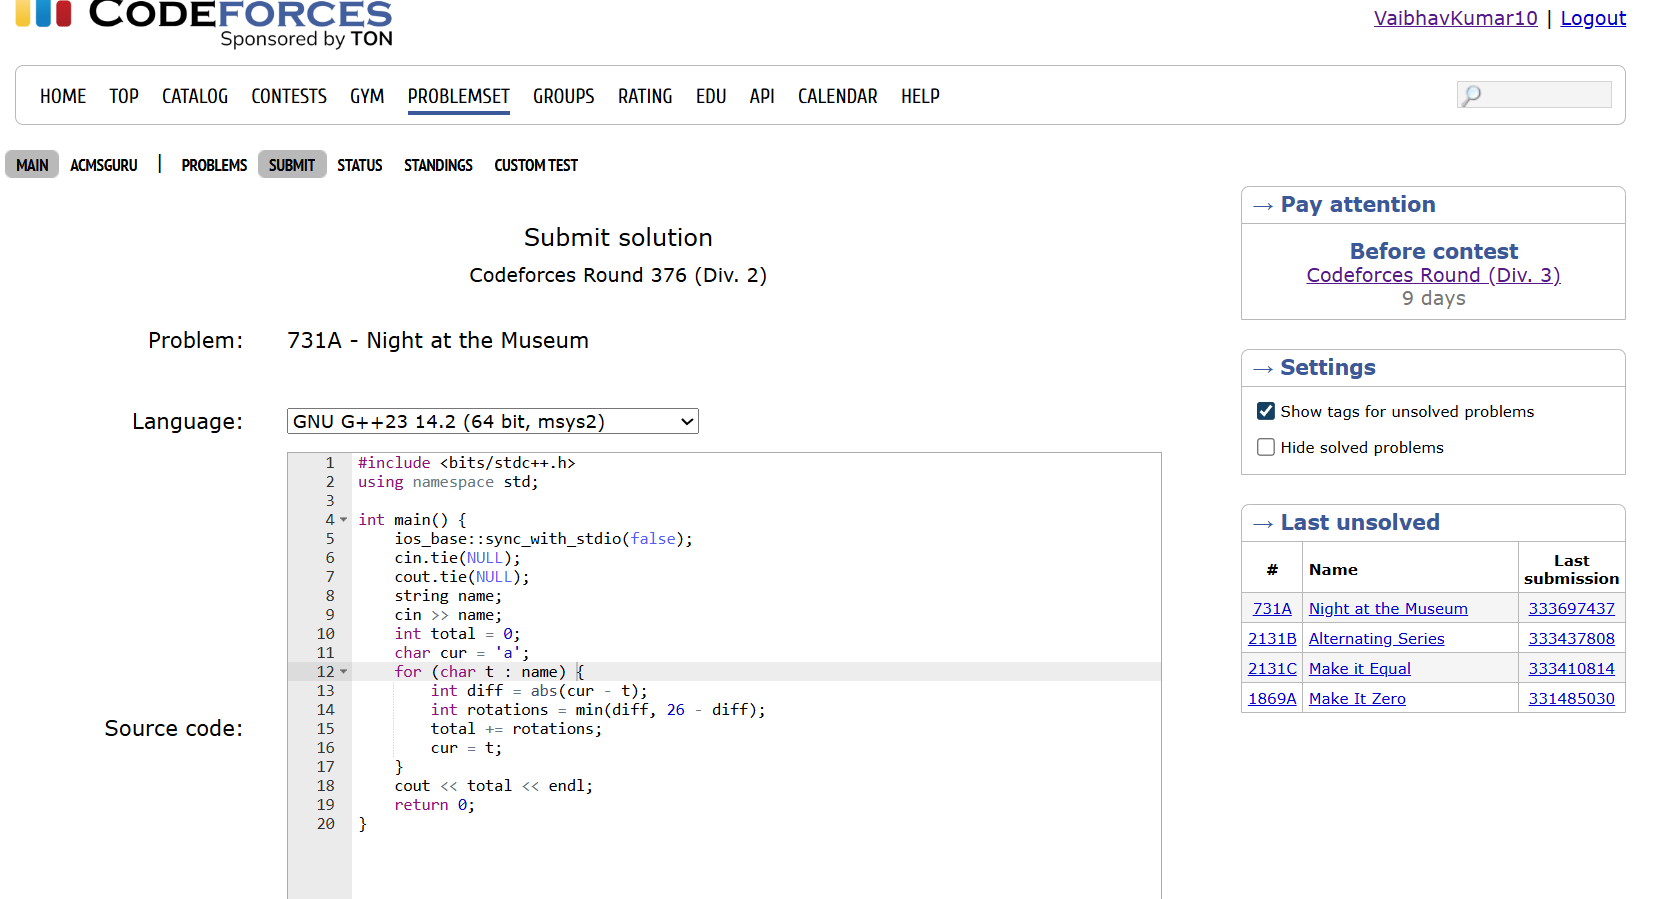 CODEFORCES
Sponsored by TON
VaibhavKumar10 | Logout
HOME TOP CATALOG CONTESTS GYM PROBLEMSET GROUPS RATING EDU API CALENDAR HELP
MAIN ACMSGURU | PROBLEMS SUBMIT STATUS STANDINGS CUSTOM TEST
Submit solution
Codeforces Round 376 (Div. 2)
Problem: 731A - Night at the Museum
Language: GNU G++23 14.2 (64 bit, msys2)
Source code:
1 #include <bits/stdc++.h>
2 using namespace std;
3
4 int main() {
5     ios_base::sync_with_stdio(false);
6     cin.tie(NULL);
7     cout.tie(NULL);
8     string name;
9     cin >> name;
10     int total = 0;
11     char cur = 'a';
12     for (char t : name) {
13         int diff = abs(cur - t);
14         int rotations = min(diff, 26 - diff);
15         total += rotations;
16         cur = t;
17     }
18     cout << total << endl;
19     return 0;
20 }
→ Pay attention
Before contest
Codeforces Round (Div. 3)
9 days
→ Settings
Show tags for unsolved problems
Hide solved problems
→ Last unsolved
# Name Last submission
731A Night at the Museum 333697437
2131B Alternating Series 333437808
2131C Make it Equal 333410814
1869A Make It Zero 331485030